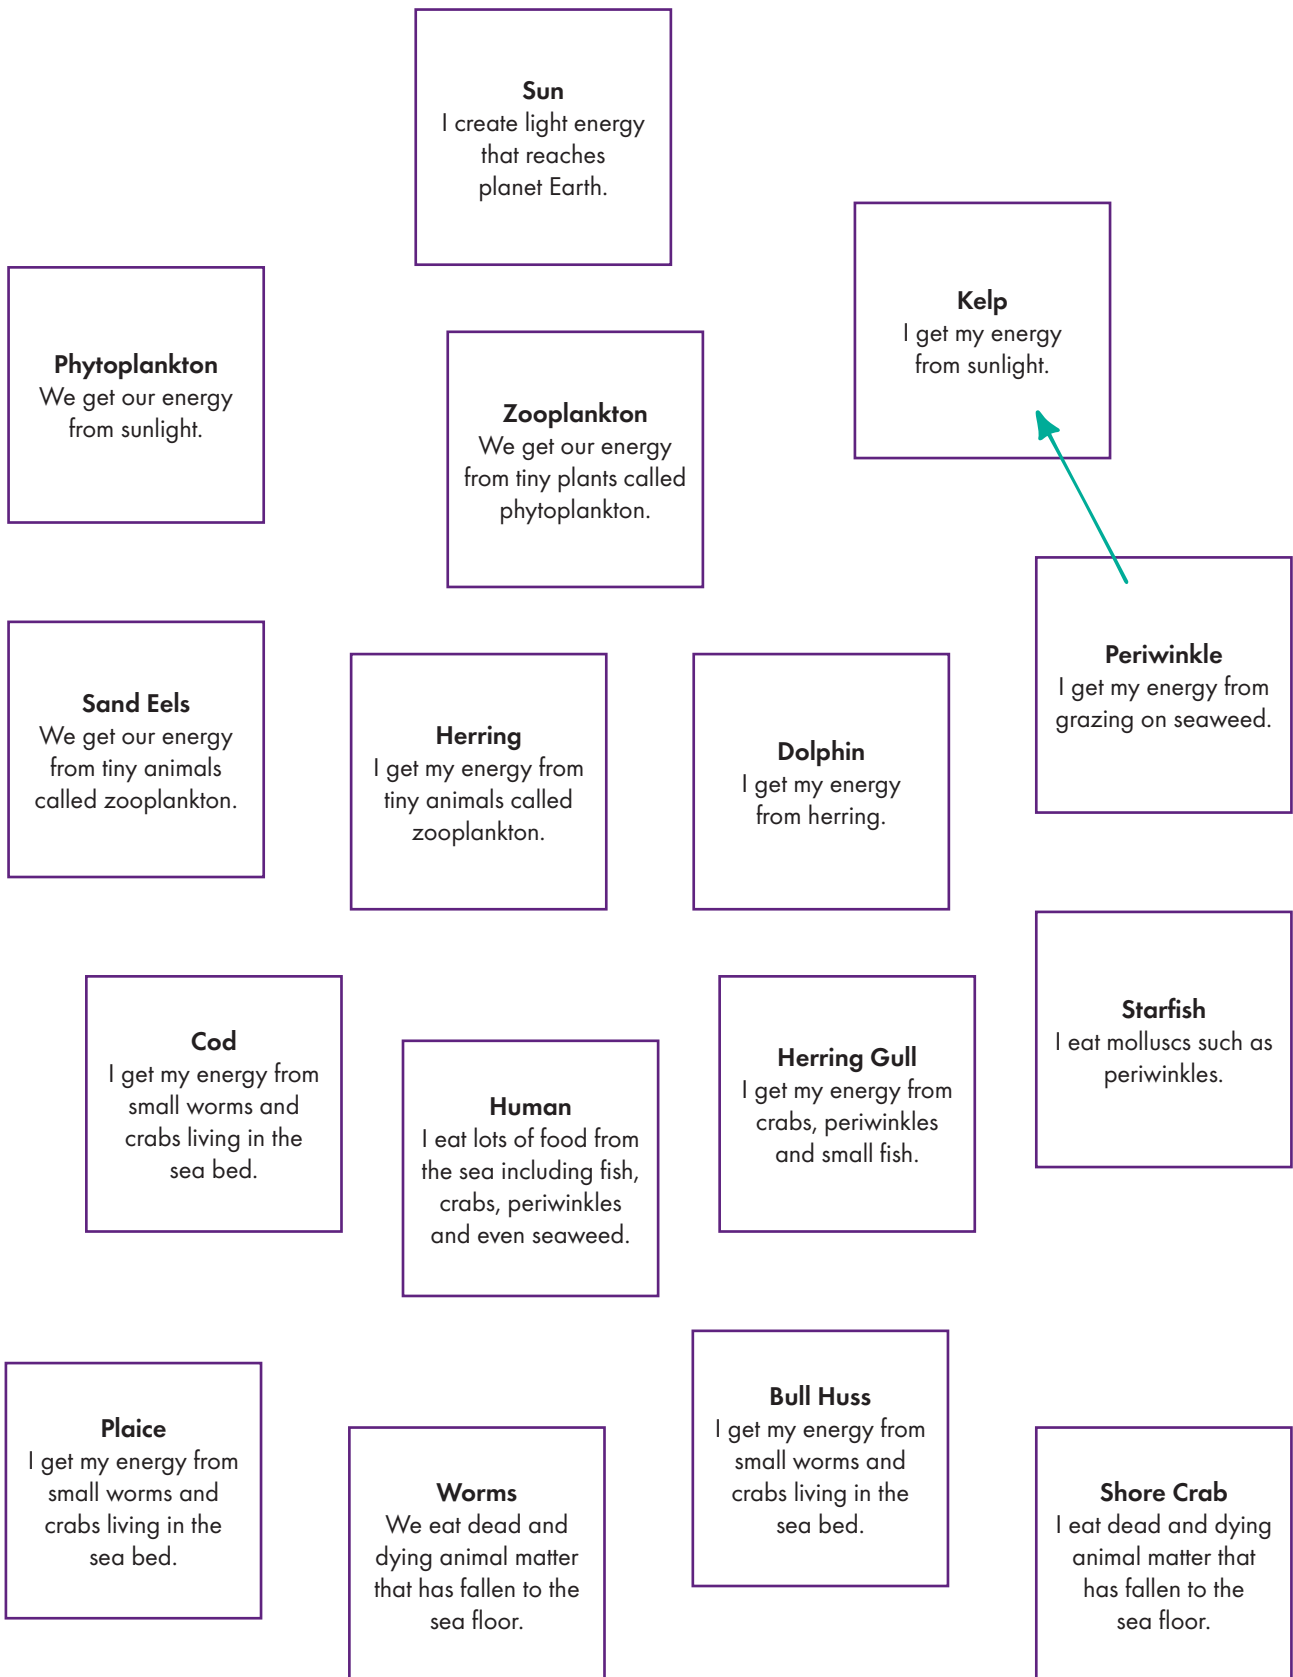 Sun
I create light energy
that reaches
planet Earth.
Kelp
I get my energy
from sunlight.
Phytoplankton
We get our energy
from sunlight.
Zooplankton
We get our energy
from tiny plants called
phytoplankton.
Periwinkle
I get my energy from
grazing on seaweed.
Sand Eels
We get our energy
from tiny animals
called zooplankton.
Herring
I get my energy from
tiny animals called
zooplankton.
Dolphin
I get my energy
from herring.
Starfish
I eat molluscs such as
periwinkles.
Cod
I get my energy from
small worms and
crabs living in the
sea bed.
Human
I eat lots of food from
the sea including fish,
crabs, periwinkles
and even seaweed.
Herring Gull
I get my energy from
crabs, periwinkles
and small fish.
Plaice
I get my energy from
small worms and
crabs living in the
sea bed.
Worms
We eat dead and
dying animal matter
that has fallen to the
sea floor.
Bull Huss
I get my energy from
small worms and
crabs living in the
sea bed.
Shore Crab
I eat dead and dying
animal matter that
has fallen to the
sea floor.